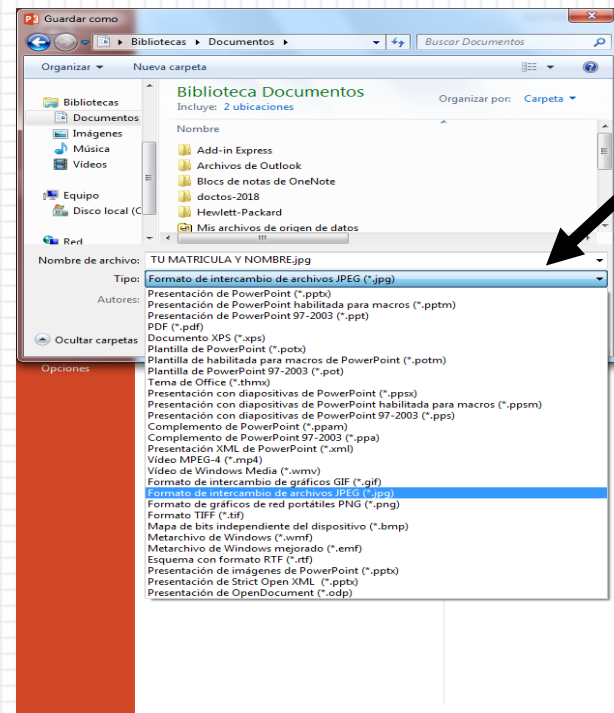 Guardar como
Bibliotecas Documentos
Buscar Documentos
Organizar
Nueva carpeta
Bibliotecas
Documentos
Imágenes
Música
Vídeos
Equipo
Disco local (C
Red
Biblioteca Documentos
Incluye: 2 ubicaciones
Organizar por: Carpeta
Nombre
Add-in Express
Archivos de Outlook
Blocs de notas de OneNote
doctos-2018
Hewlett-Packard
Mis archivos de origen de datos
Nombre de archivo: TU MATRICULA Y NOMBRE.jpg
Tipo: Formato de intercambio de archivos JPEG (*.jpg)
Autores:
Ocultar carpetas
Presentación de PowerPoint (*.pptx)
Presentación de PowerPoint habilitada para macros (*.pptm)
Presentación de PowerPoint 97-2003 (*.ppt)
PDF (*.pdf)
Documento XPS (*.xps)
Plantilla de PowerPoint (*.potx)
Plantilla de habilitada para macros de PowerPoint (*.potm)
Plantilla de PowerPoint 97-2003 (*.pot)
Tema de Office (*.thmx)
Presentación con diapositivas de PowerPoint (*.ppsx)
Presentación con diapositivas de PowerPoint habilitada para macros (*.ppsm)
Presentación con diapositivas de PowerPoint 97-2003 (*.pps)
Complemento de PowerPoint (*.ppam)
Complemento de PowerPoint 97-2003 (*.ppa)
Presentación XML de PowerPoint (*.xml)
Vídeo MPEG-4 (*.mp4)
Vídeo de Windows Media (*.wmv)
Formato de intercambio de gráficos GIF (*.gif)
Formato de intercambio de archivos JPEG (*.jpg)
Formato de gráficos de red portátiles PNG (*.png)
Formato TIFF (*.tif)
Mapa de bits independiente del dispositivo (*.bmp)
Metarchivo de Windows (*.wmf)
Metarchivo de Windows mejorado (*.emf)
Esquema con formato RTF (*.rtf)
Presentación de imágenes de PowerPoint (*.pptx)
Presentación de Strict Open XML (*.pptx)
Presentación de OpenDocument (*.odp)
Opciones